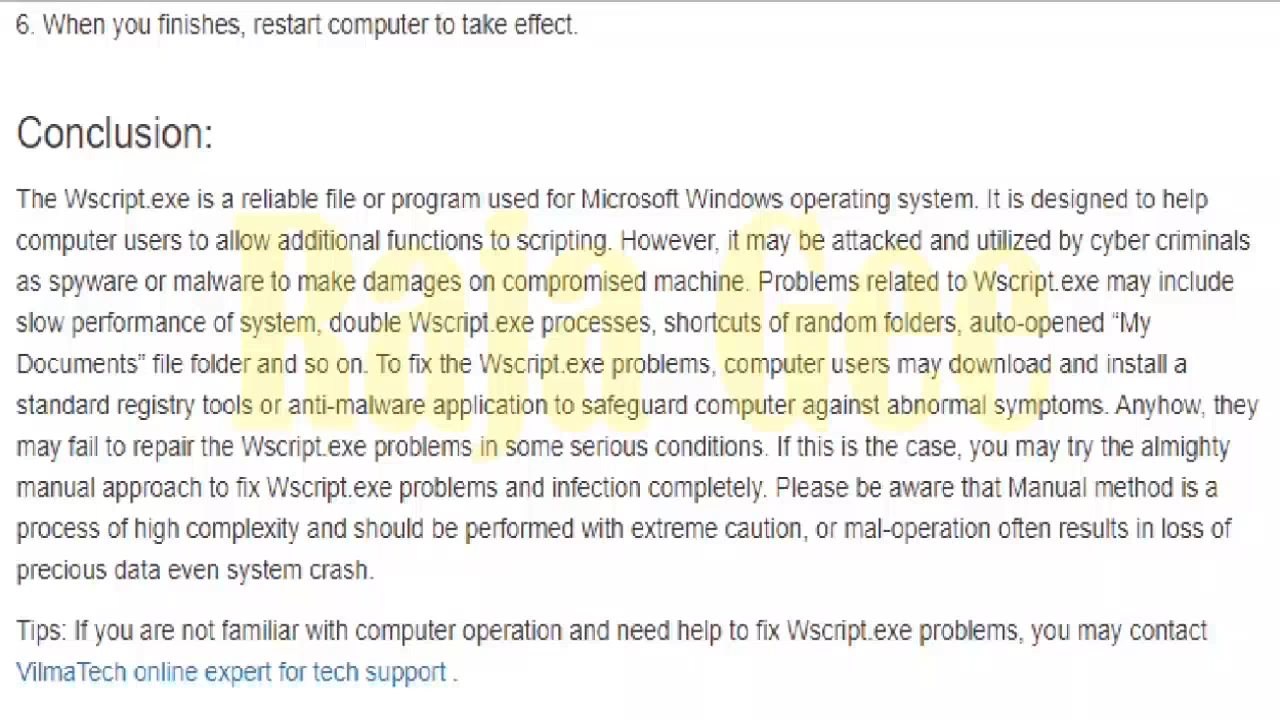 6. When you finishes, restart computer to take effect.
Conclusion:
The Wscript.exe is a reliable file or program used for Microsoft Windows operating system. It is designed to help
computer users to allow additional functions to scripting. However, it may be attacked and utilized by cyber criminals
as spyware or malware to make damages on compromised machine. Problems related to Wscript.exe may include
slow performance of system, double Wscript.exe processes, shortcuts of random folders, auto-opened “My
Documents” file folder and so on. To fix the Wscript.exe problems, computer users may download and install a
standard registry tools or anti-malware application to safeguard computer against abnormal symptoms. Anyhow, they
may fail to repair the Wscript.exe problems in some serious conditions. If this is the case, you may try the almighty
manual approach to fix Wscript.exe problems and infection completely. Please be aware that Manual method is a
process of high complexity and should be performed with extreme caution, or mal-operation often results in loss of
precious data even system crash.
Tips: If you are not familiar with computer operation and need help to fix Wscript.exe problems, you may contact
VilmaTech online expert for tech support .
Raja Gee